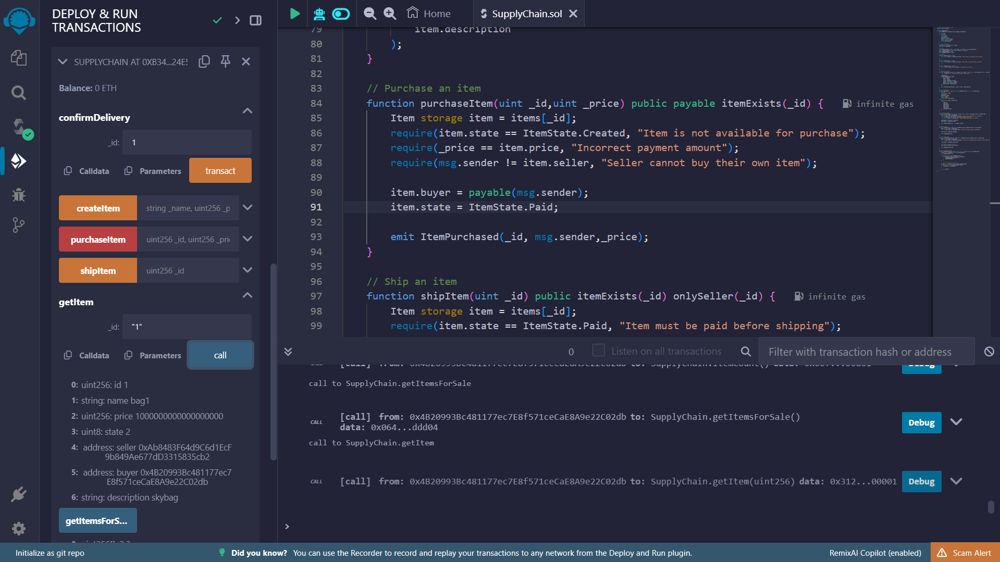 DEPLOY & RUN
TRANSACTIONS
SUPPLYCHAIN AT 0XB34...24E5
Balance: 0 ETH
confirmDelivery
_id: 1
Calldata Parameters transact
createItem string _name, uint256 _p
purchaseItem uint256 _id, uint256 _pri
shipItem uint256 _id
getItem
_id: "1"
Calldata Parameters call
0: uint256: id 1
1: string: name bag1
2: uint256: price 1000000000000000000
3: uint8: state 2
4: address: seller 0xAb8483F64d9C6d1EcF
9b849Ae677dD3315835cb2
5: address: buyer 0x4B20993Bc481177ec7
E8f571ceCaE8A9e22C02db
6: string: description skybag
getItemsForS...
Home SupplyChain.sol
79 item.description
80 );
81 }
82
83 // Purchase an item
84 function purchaseItem(uint _id,uint _price) public payable itemExists(_id) { infinite gas
85 Item storage item = items[_id];
86 require(item.state == ItemState.Created, "Item is not available for purchase");
87 require(_price == item.price, "Incorrect payment amount");
88 require(msg.sender != item.seller, "Seller cannot buy their own item");
89
90 item.buyer = payable(msg.sender);
91 item.state = ItemState.Paid;
92
93 emit ItemPurchased(_id, msg.sender,_price);
94 }
95
96 // Ship an item
97 function shipItem(uint _id) public itemExists(_id) onlySeller(_id) { infinite gas
98 Item storage item = items[_id];
99 require(item.state == ItemState.Paid, "Item must be paid before shipping");
0 Listen on all transactions Filter with transaction hash or address
[call] from: 0x4B20993Bc481177ec7E8f571ceCaE8A9e22C02db to: SupplyChain.itemCount() data: Debug
call to SupplyChain.getItemsForSale
CALL [call] from: 0x4B20993Bc481177ec7E8f571ceCaE8A9e22C02db to: SupplyChain.getItemsForSale()
data: 0x064...ddd04 Debug
call to SupplyChain.getItem
CALL [call] from: 0x4B20993Bc481177ec7E8f571ceCaE8A9e22C02db to: SupplyChain.getItem(uint256) data: 0x312...00001 Debug
>
Initialize as git repo
Did you know? You can use the Recorder to record and replay your transactions to any network from the Deploy and Run plugin.
RemixAI Copilot (enabled)
Scam Alert